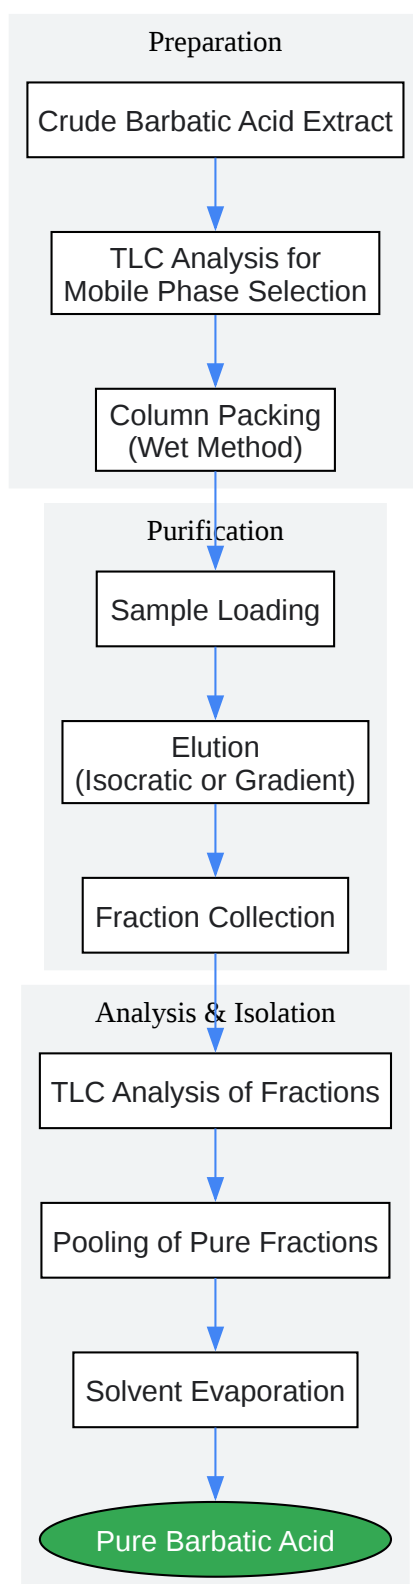 Preparation
Crude Barbatic Acid Extract
TLC Analysis for
Mobile Phase Selection
Column Packing
(Wet Method)
Purification
Sample Loading
Elution
(Isocratic or Gradient)
Fraction Collection
Analysis & Isolation
TLC Analysis of Fractions
Pooling of Pure Fractions
Solvent Evaporation
Pure Barbatic Acid